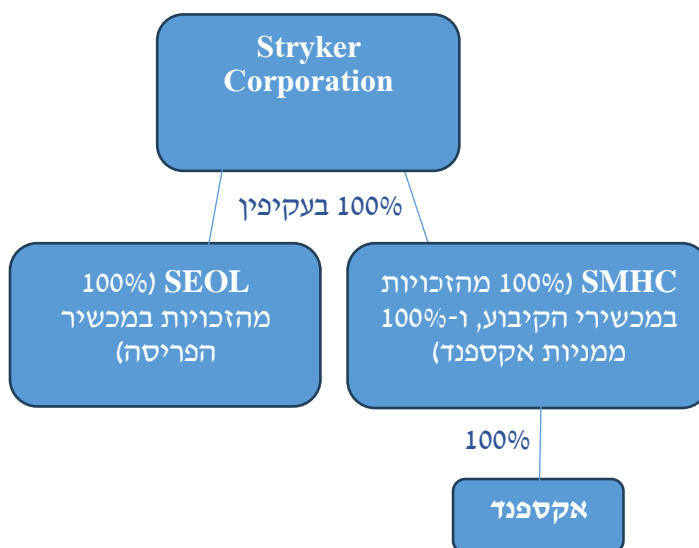 Stryker
Corporation
100% בעקיפין
SEOL (100%
מהזכויות במכשיר
הפריסה)
SMHC (100% מהזכויות
במכשירי הקיבוע, ו-100%
ממניות אקספנד)
100%
אקספנד